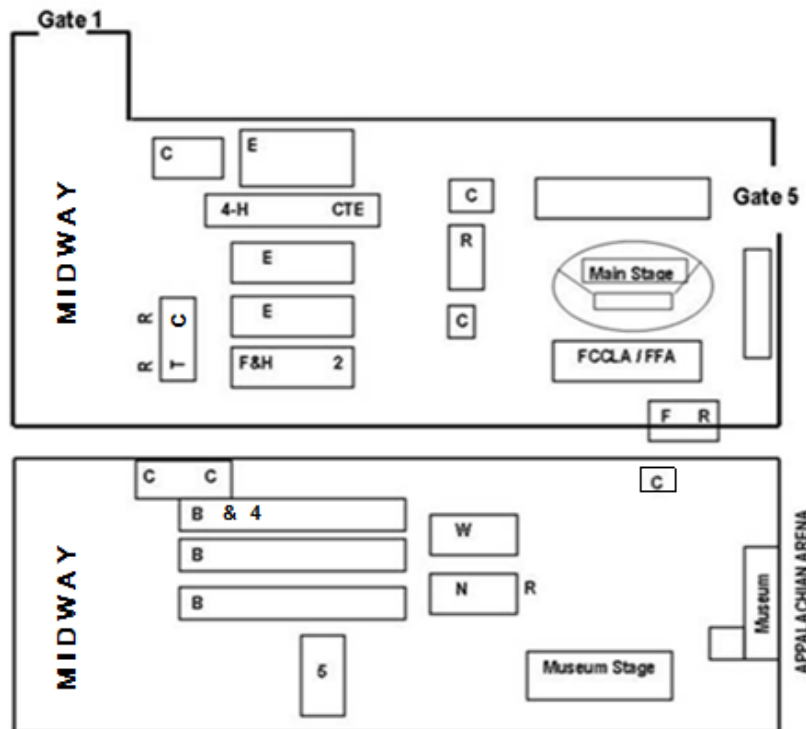 Gate 1
C
E
4-H CTE
C
Gate 5
R
E
Main Stage
MIDWAY
R
C
E
C
R
T
F&H 2
FCCLA / FFA
F R
C C
C
B & 4
W
B
N R
B
MIDWAY
5
Museum Stage
Museum
APPALACHIAN ARENA